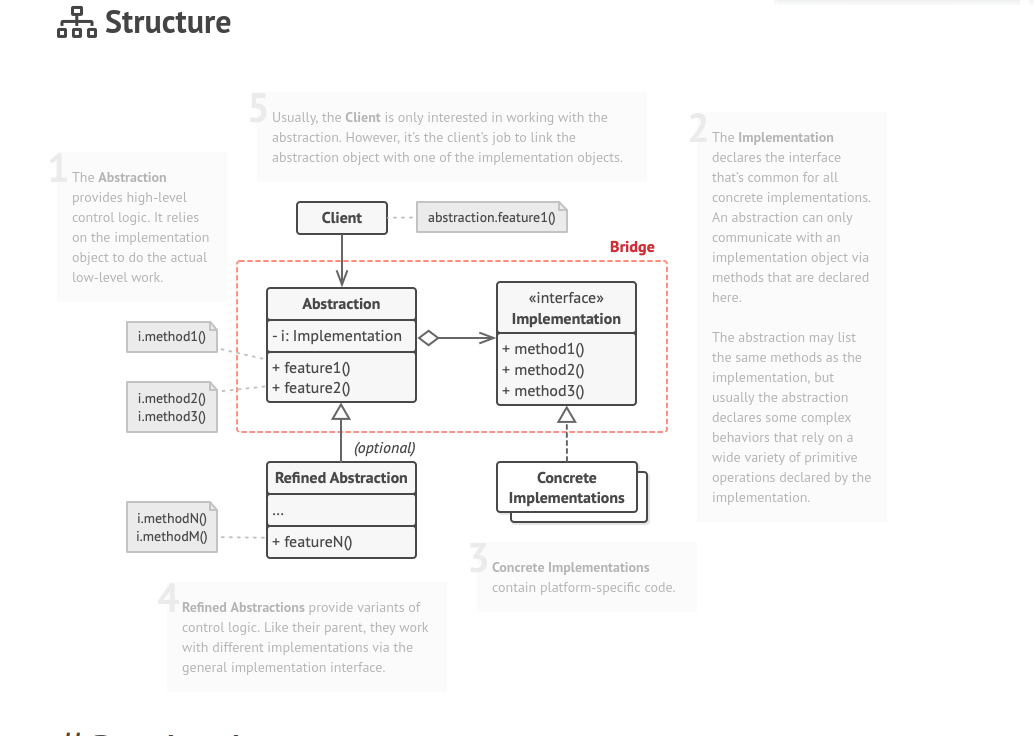 Structure
5
Usually, the Client is only interested in working with the
abstraction. However, it's the client's job to link the
abstraction object with one of the implementation objects.
1
The Abstraction
provides high-level
control logic. It relies
on the implementation
object to do the actual
low-level work.
2
The Implementation
declares the interface
that's common for all
concrete implementations.
An abstraction can only
communicate with an
implementation object via
methods that are declared
here.
The abstraction may list
the same methods as the
implementation, but
usually the abstraction
declares some complex
behaviors that rely on a
wide variety of primitive
operations declared by the
implementation.
Client
abstraction.feature1()
Bridge
Abstraction
- i: Implementation
+ feature1()
+ feature2()
«interface»
Implementation
+ method1()
+ method2()
+ method3()
i.method1()
i.method2()
i.method3()
(optional)
Refined Abstraction
...
+ featureN()
Concrete
Implementations
i.methodN()
i.methodM()
3
Concrete Implementations
contain platform-specific code.
4
Refined Abstractions provide variants of
control logic. Like their parent, they work
with different implementations via the
general implementation interface.